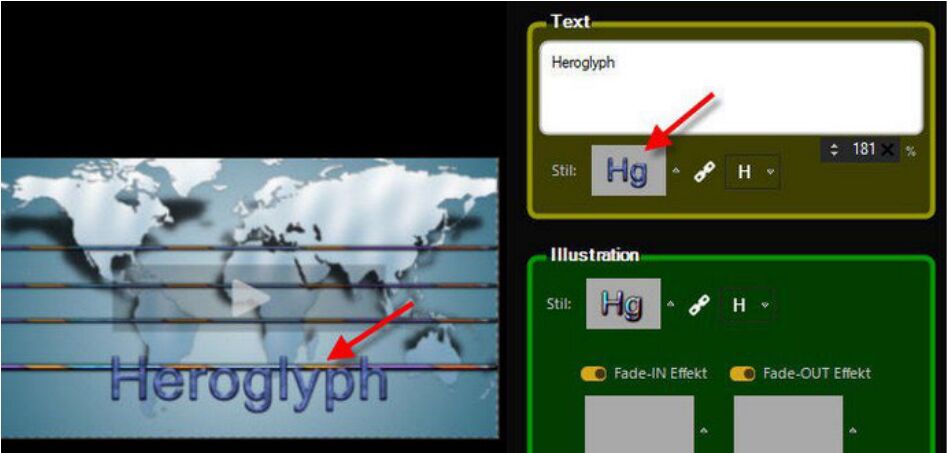 Text
Heroglyph
181 %
Stil: Hg H
Illustration
Stil: Hg H
Fade-IN Effekt Fade-OUT Effekt
Heroglyph